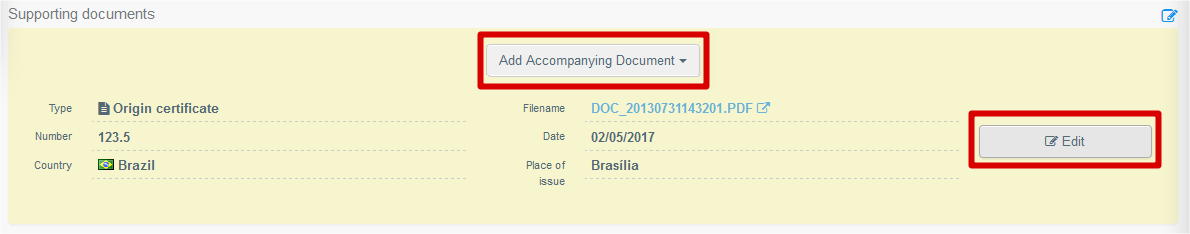 Supporting documents
Add Accompanying Document
Type Origin certificate Filename DOC_20130731143201.PDF
Number 123.5 Date 02/05/2017 Edit
Country Brazil Place of issue Brasília